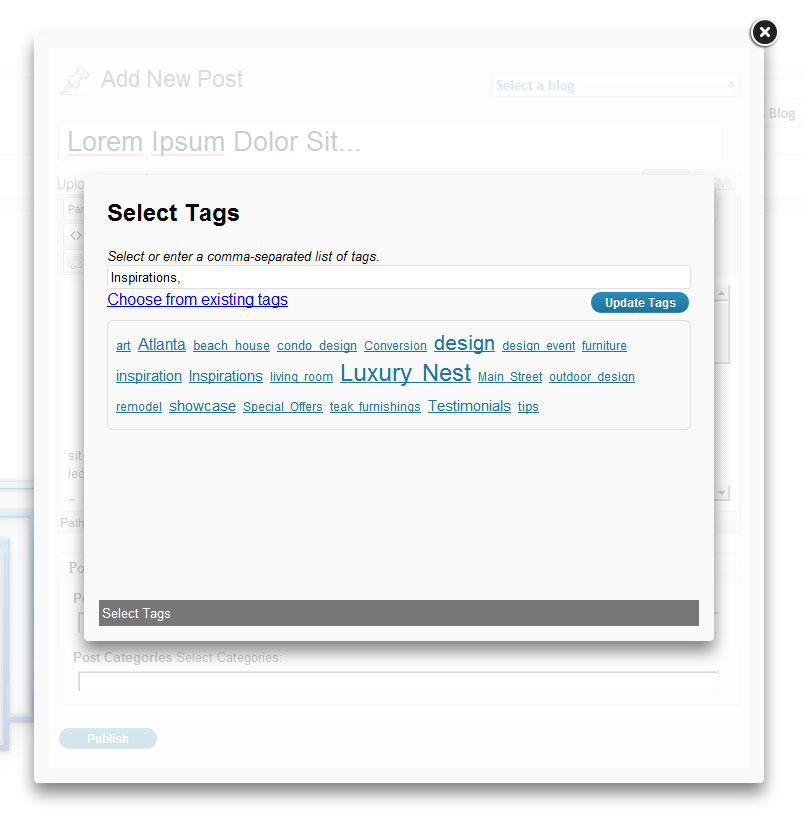 Add New Post
Select a blog
Blog
Lorem Ipsum Dolor Sit...
Select Tags
Select or enter a comma-separated list of tags.
Inspirations,
Choose from existing tags
Update Tags
art Atlanta beach house condo design Conversion design design event furniture
inspiration Inspirations living room Luxury Nest Main Street outdoor design
remodel showcase Special Offers teak furnishings Testimonials tips
sit
Path
Select Tags
Post Categories Select Categories:
Publish